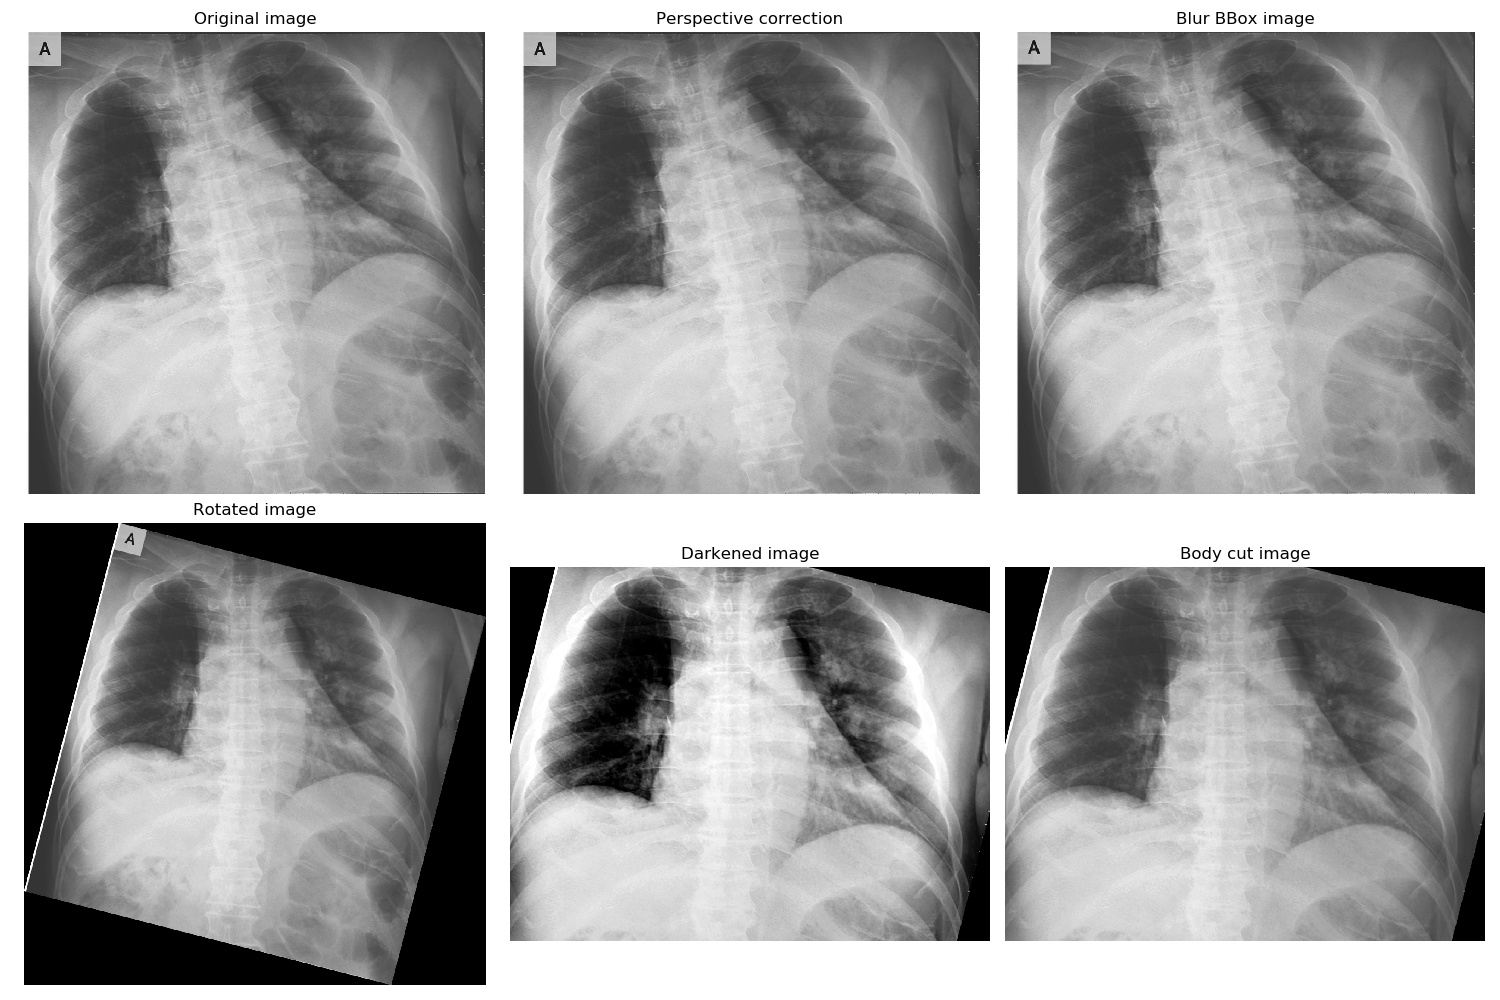 Original image
Perspective correction
Blur BBox image
A
A
A
Rotated image
Darkened image
Body cut image
A